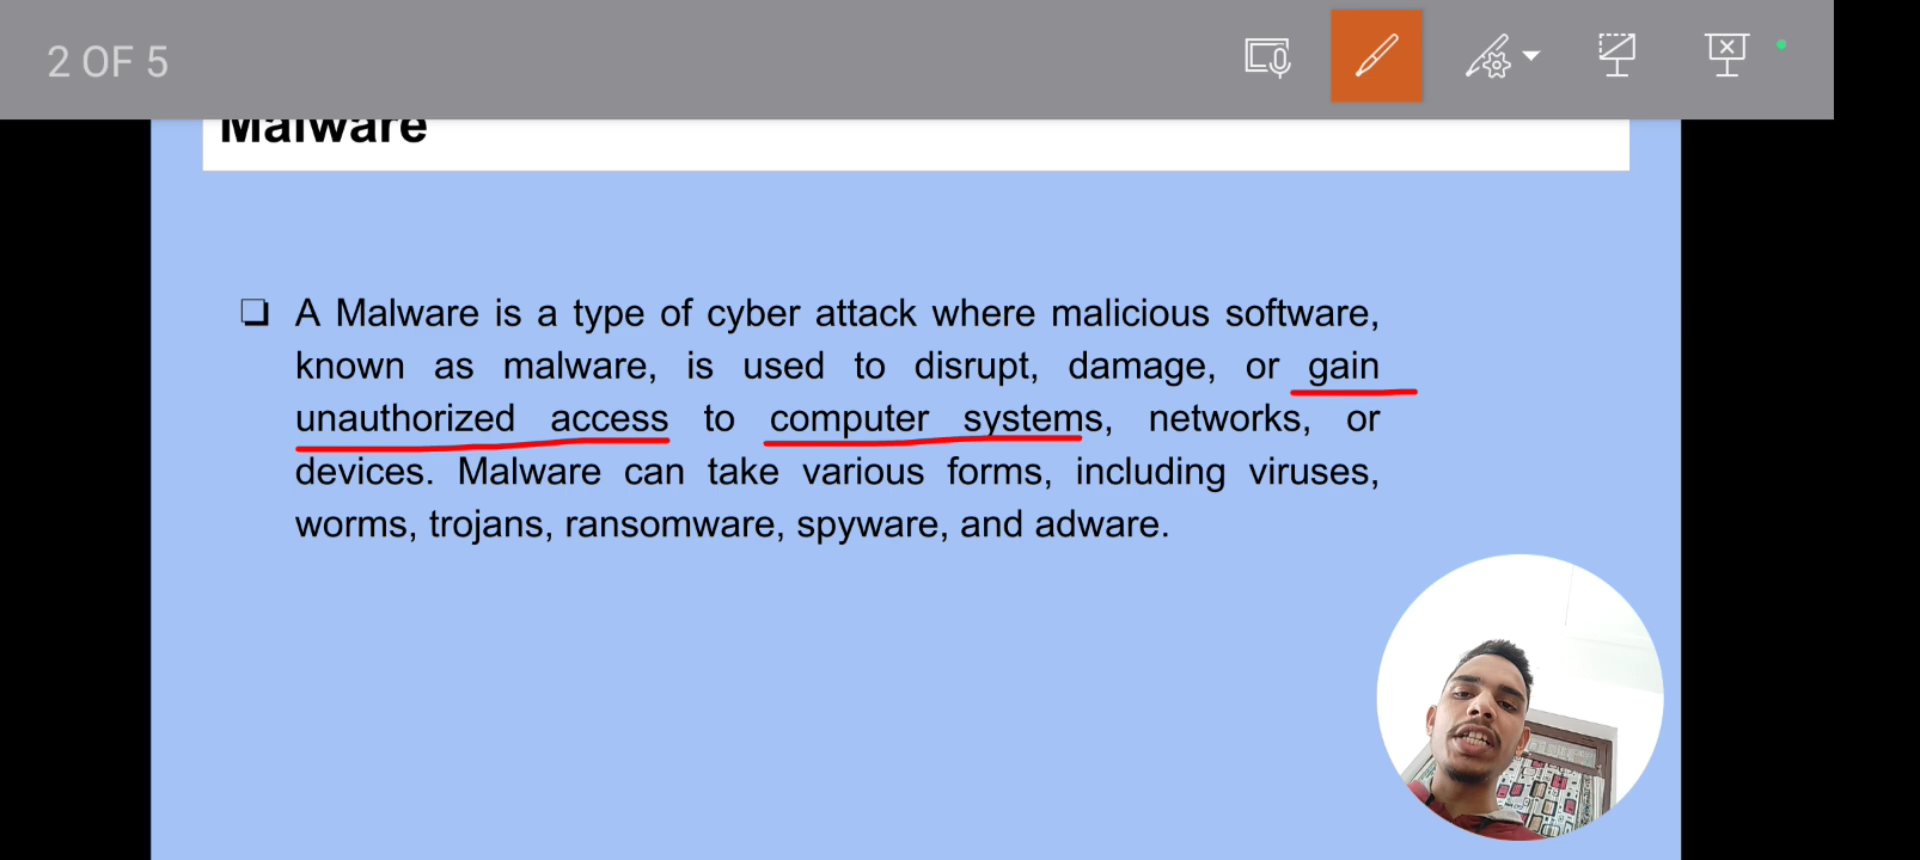 2 OF 5
Malware
❑ A Malware is a type of cyber attack where malicious software,
known as malware, is used to disrupt, damage, or gain
unauthorized access to computer systems, networks, or
devices. Malware can take various forms, including viruses,
worms, trojans, ransomware, spyware, and adware.